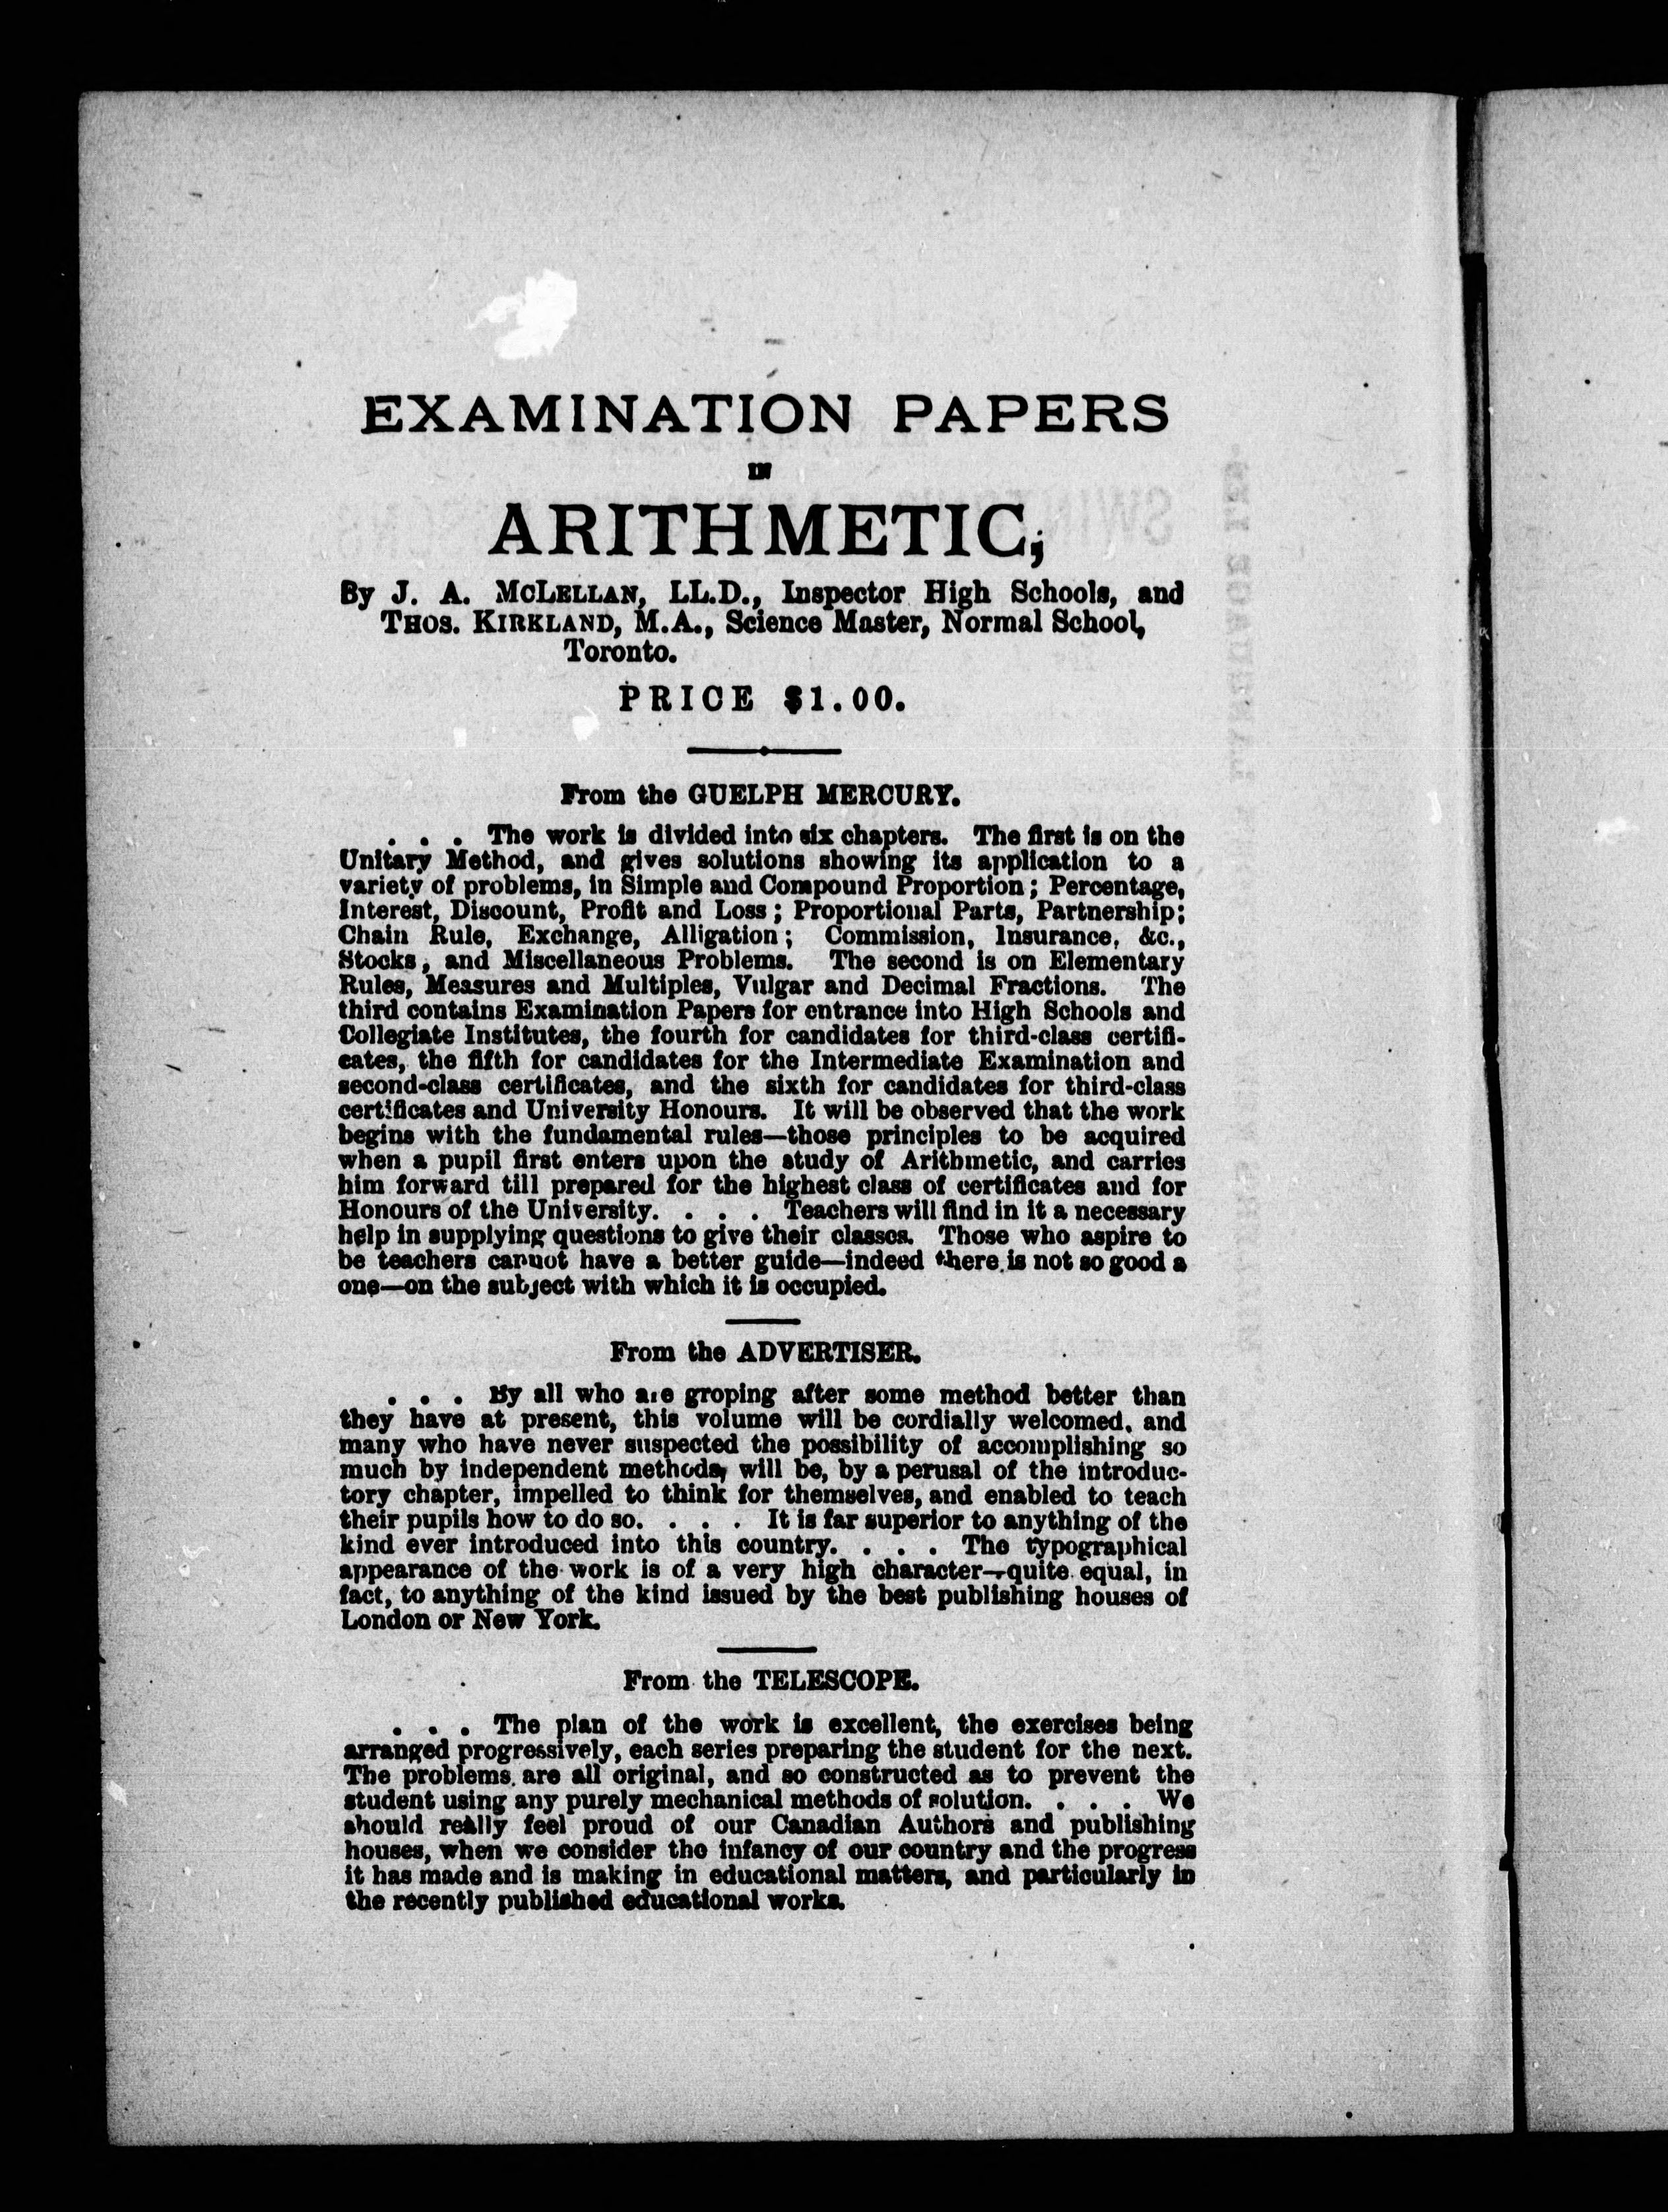 EXAMINATION PAPERS
IN
ARITHMETIC;
By J. A. McLELLAN, LL.D., Inspector High Schools, and
THOS. KIRKLAND, M.A., Science Master, Normal School,
Toronto.
PRICE $1.00.
From the GUELPH MERCURY.
. . . The work is divided into six chapters. The first is on the
Unitary Method, and gives solutions showing its application to a
variety of problems, in Simple and Compound Proportion; Percentage,
Interest, Discount, Profit and Loss; Proportional Parts, Partnership;
Chain Rule, Exchange, Alligation; Commission, Insurance, &c.,
Stocks, and Miscellaneous Problems. The second is on Elementary
Rules, Measures and Multiples, Vulgar and Decimal Fractions. The
third contains Examination Papers for entrance into High Schools and
Collegiate Institutes, the fourth for candidates for third-class certifi-
cates, the fifth for candidates for the Intermediate Examination and
second-class certificates, and the sixth for candidates for third-class
certificates and University Honours. It will be observed that the work
begins with the fundamental rules—those principles to be acquired
when a pupil first enters upon the study of Arithmetic, and carries
him forward till prepared for the highest class of certificates and for
Honours of the University. . . . Teachers will find in it a necessary
help in supplying questions to give their classes. Those who aspire to
be teachers cannot have a better guide—indeed there is not so good a
one—on the subject with which it is occupied.
From the ADVERTISER.
. . . By all who are groping after some method better than
they have at present, this volume will be cordially welcomed, and
many who have never suspected the possibility of accomplishing so
much by independent methods, will be, by a perusal of the introduc-
tory chapter, impelled to think for themselves, and enabled to teach
their pupils how to do so. . . . It is far superior to anything of the
kind ever introduced into this country. . . . The typographical
appearance of the work is of a very high character—quite equal, in
fact, to anything of the kind issued by the best publishing houses of
London or New York.
From the TELESCOPE.
. . . The plan of the work is excellent, the exercises being
arranged progressively, each series preparing the student for the next.
The problems are all original, and so constructed as to prevent the
student using any purely mechanical methods of solution. . . . We
should really feel proud of our Canadian Authors and publishing
houses, when we consider the infancy of our country and the progress
it has made and is making in educational matters, and particularly in
the recently published educational works.